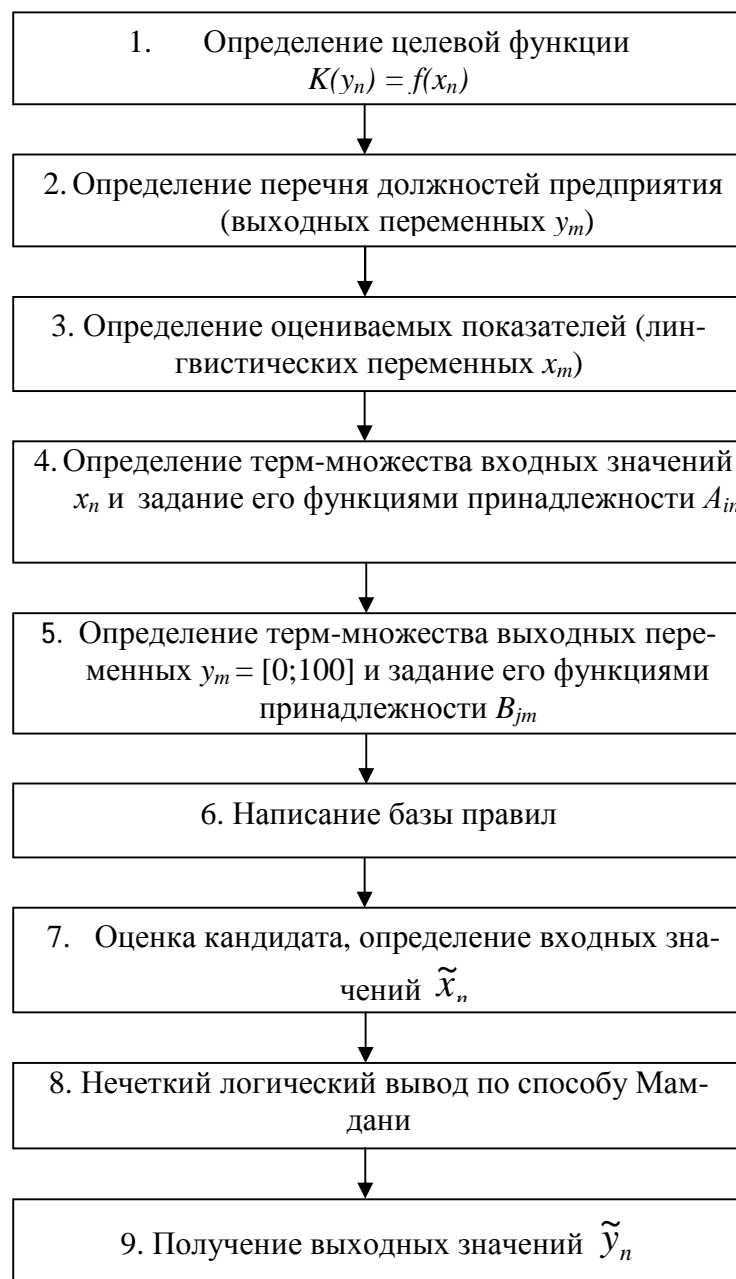 1. Определение целевой функции
K(yₙ) = f(xₙ)
2. Определение перечня должностей предприятия
(выходных переменных yₘ)
3. Определение оцениваемых показателей (лин-
гвистических переменных xₘ)
4. Определение терм-множества входных значений
xₙ и задание его функциями принадлежности Aᵢₙ
5. Определение терм-множества выходных пере-
менных yₘ = [0;100] и задание его функциями
принадлежности Bⱼₘ
6. Написание базы правил
7. Оценка кандидата, определение входных зна-
чений x̃ₙ
8. Нечеткий логический вывод по способу Мам-
дани
9. Получение выходных значений ỹₙ